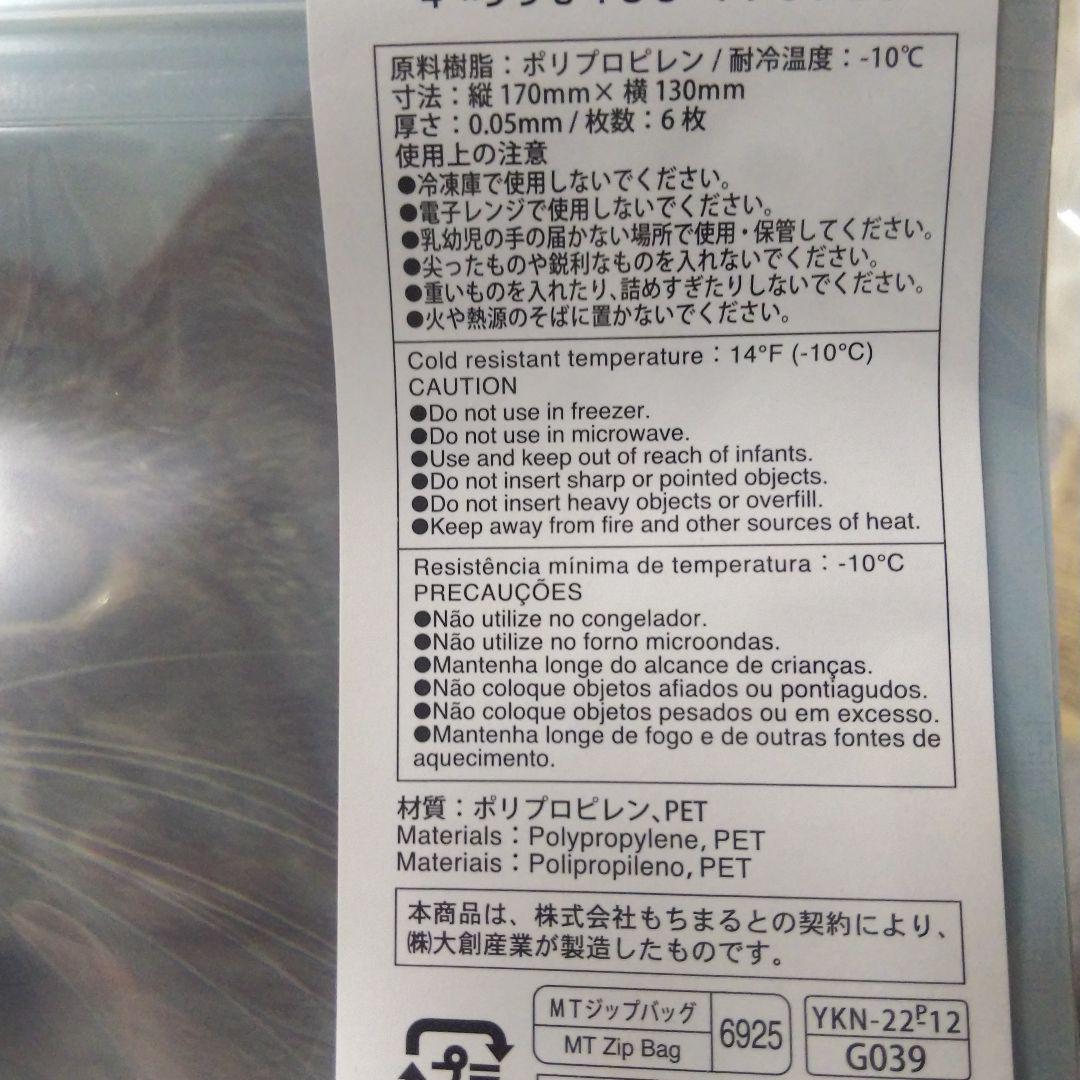 原料樹脂：ポリプロピレン / 耐冷温度：-10℃
寸法：縦 170mm× 横 130mm
厚さ：0.05mm / 枚数：6 枚
使用上の注意
●冷凍庫で使用しないでください。
●電子レンジで使用しないでください。
●乳幼児の手の届かない場所で使用・保管してください。
●尖ったものや鋭利なものを入れないでください。
●重いものを入れたり、詰めすぎたりしないでください。
●火や熱源のそばに置かないでください。
Cold resistant temperature：14°F (-10°C)
CAUTION
●Do not use in freezer.
●Do not use in microwave.
●Use and keep out of reach of infants.
●Do not insert sharp or pointed objects.
●Do not insert heavy objects or overfill.
●Keep away from fire and other sources of heat.
Resistência mínima de temperatura：-10°C
PRECAUÇÕES
●Não utilize no congelador.
●Não utilize no forno microondas.
●Mantenha longe do alcance de crianças.
●Não coloque objetos afiados ou pontiagudos.
●Não coloque objetos pesados ou em excesso.
●Mantenha longe de fogo e de outras fontes de
aquecimento.
材質：ポリプロピレン、PET
Materials：Polypropylene, PET
Materiais：Polipropileno, PET
本商品は、株式会社もちまるとの契約により、
㈱大創産業が製造したものです。
MTジップバッグ
MT Zip Bag
6925
YKN-22-P-12
G039
プラ